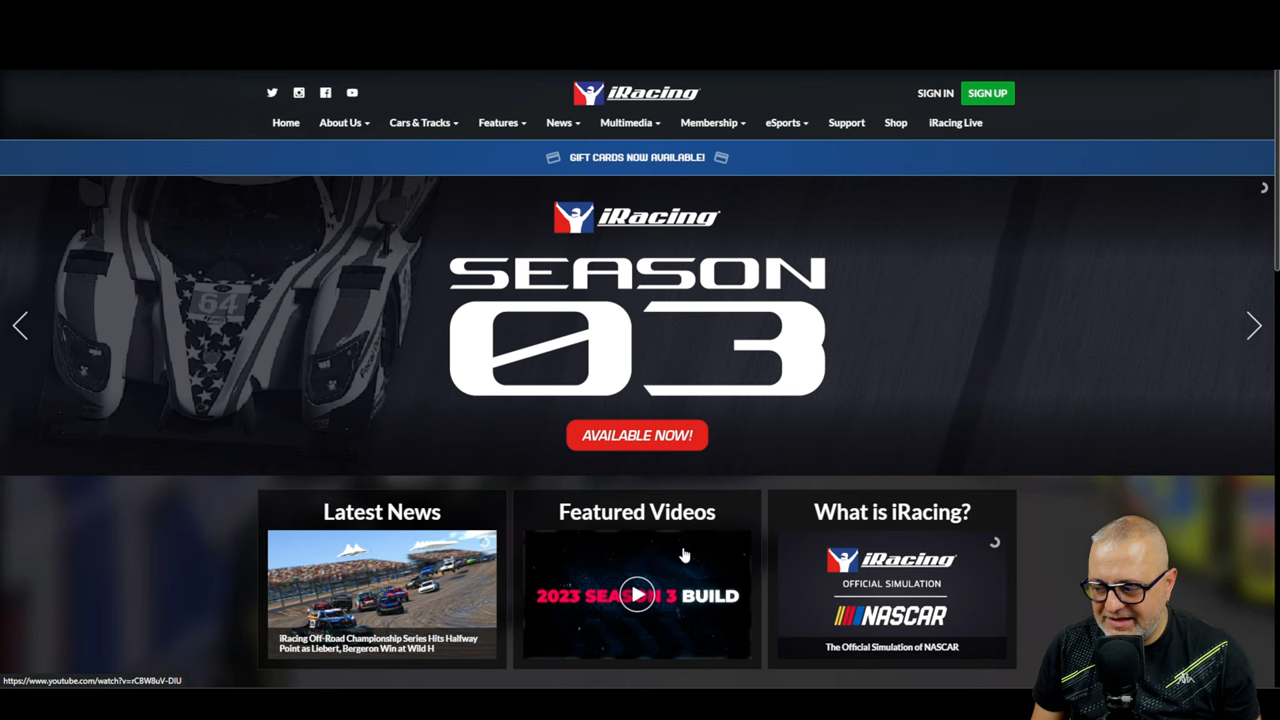 iRacing
SIGN IN
SIGN UP
Home
About Us
Cars & Tracks
Features
News
Multimedia
Membership
eSports
Support
Shop
iRacing Live
GIFT CARDS NOW AVAILABLE!
iRacing
SEASON
03
64
AVAILABLE NOW!
Latest News
iRacing Off-Road Championship Series Hits Halfway
Point as Liebert, Bergeron Win at Wild H
Featured Videos
2023 SEASON 3 BUILD
What is iRacing?
iRacing
OFFICIAL SIMULATION
NASCAR
The Official Simulation of NASCAR
https://www.youtube.com/watch?v=rCBW8uV-DIU